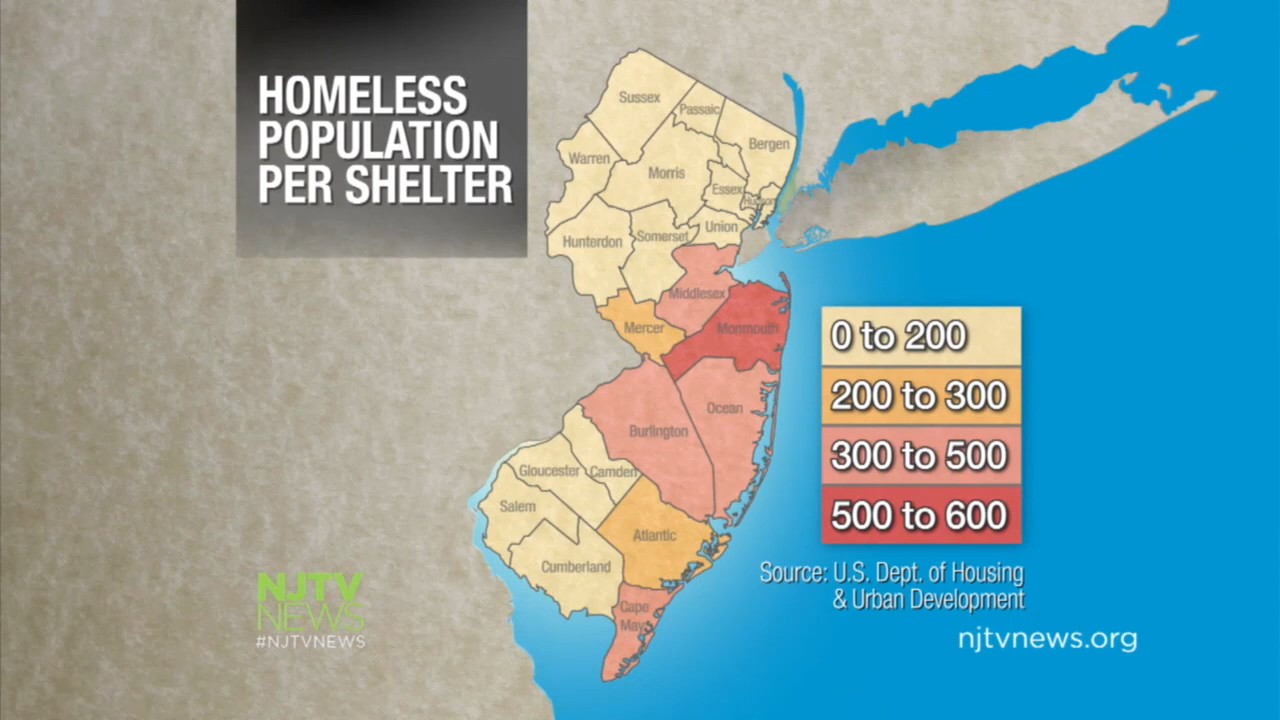 HOMELESS
POPULATION
PER SHELTER
Sussex
Passaic
Bergen
Warren
Morris
Essex
Hudson
Union
Somerset
Hunterdon
Middlesex
Mercer
Monmouth
Ocean
Burlington
Gloucester
Camden
Salem
Atlantic
Cumberland
Cape
May
0 to 200
200 to 300
300 to 500
500 to 600
Source: U.S. Dept. of Housing
& Urban Development
njtvnews.org
NJTV
NEWS
#NJTVNEWS